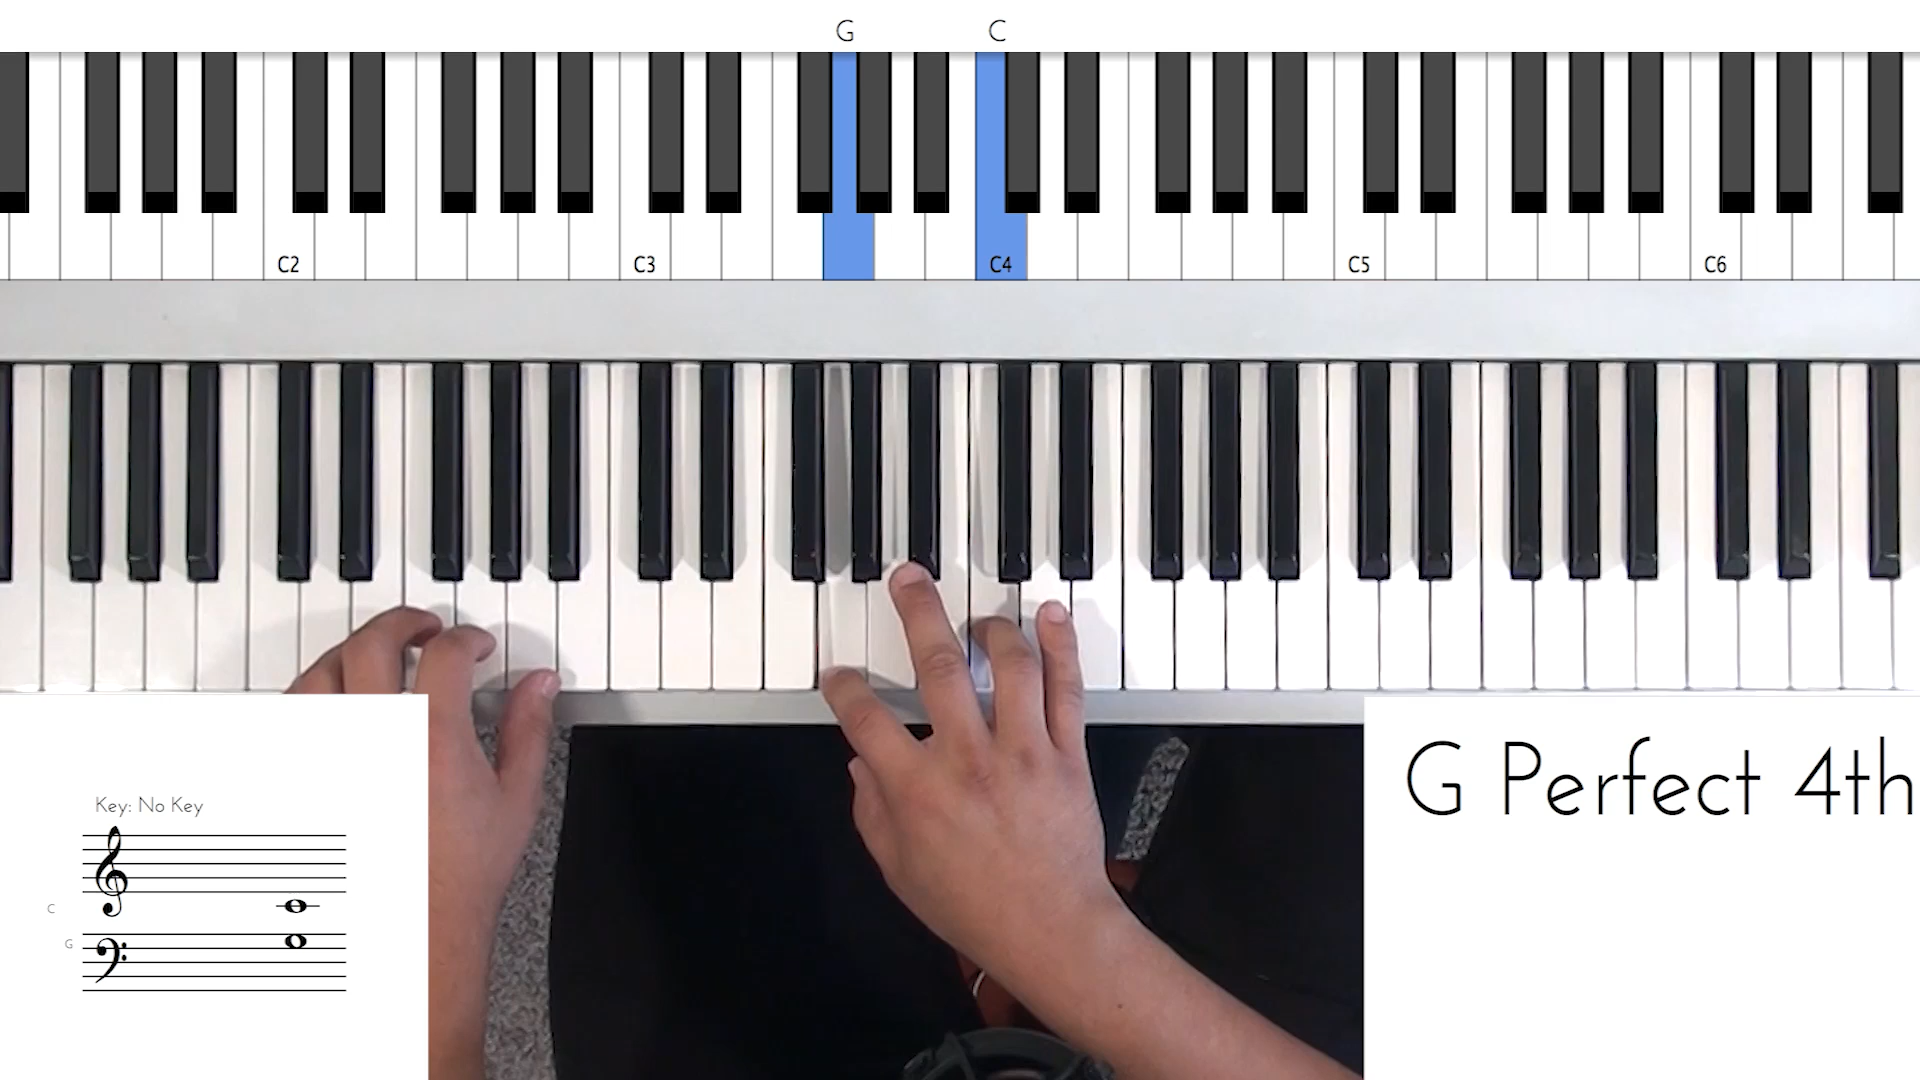 G C
C2 C3 C4 C5 C6
G Perfect 4th
Key: No Key
C
G